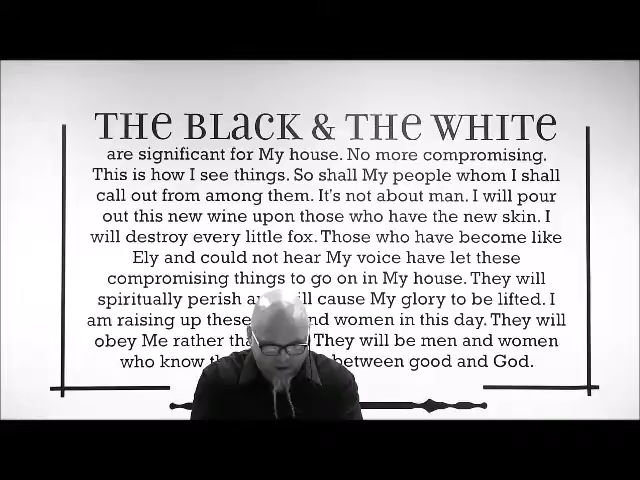 THE BLACK & THE WHITE
are significant for My house. No more compromising.
This is how I see things. So shall My people whom I shall
call out from among them. It's not about man. I will pour
out this new wine upon those who have the new skin. I
will destroy every little fox. Those who have become like
Ely and could not hear My voice have let these
compromising things to go on in My house. They will
spiritually perish and will cause My glory to be lifted. I
am raising up these and women in this day. They will
obey Me rather They will be men and women
who know between good and God.